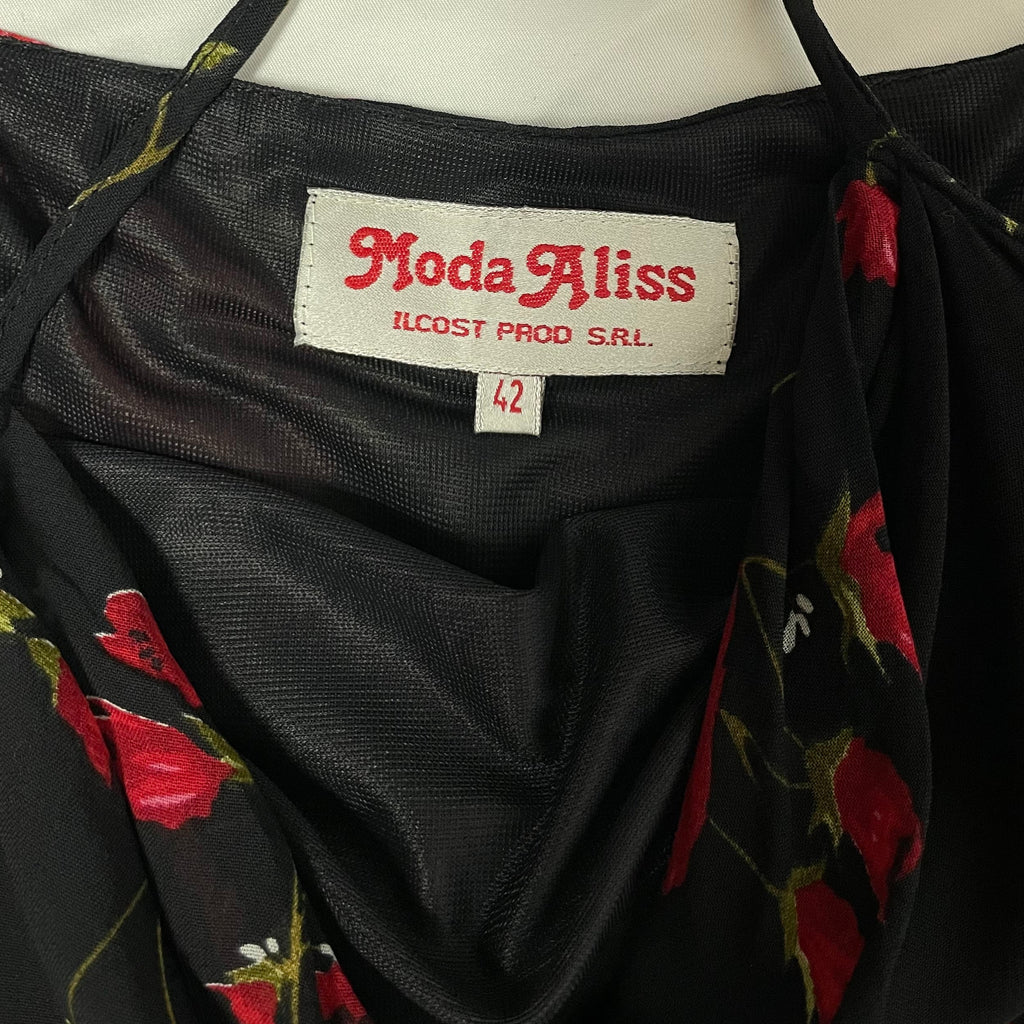 Moda Aliss
ILCOST PROD S.R.L.
42